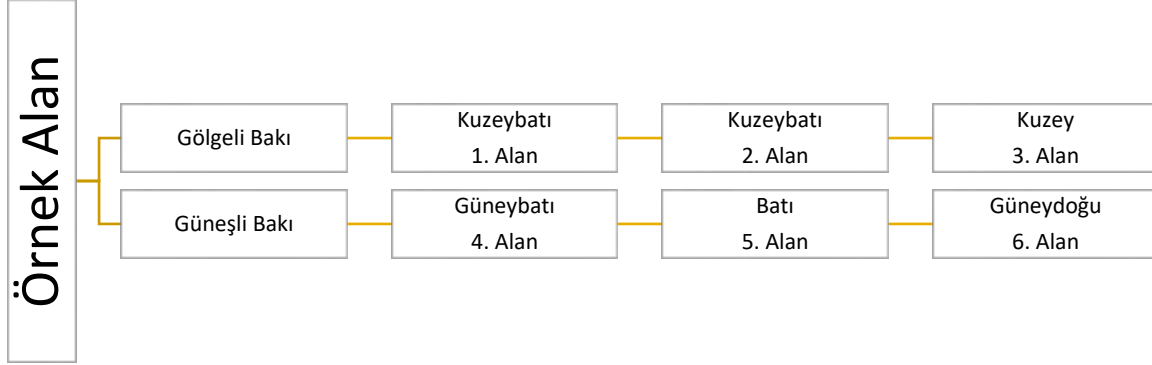 Örnek Alan
Gölgeli Bakı
Kuzeybatı
1. Alan
Kuzeybatı
2. Alan
Kuzey
3. Alan
Güneşli Bakı
Güneybatı
4. Alan
Batı
5. Alan
Güneydoğu
6. Alan